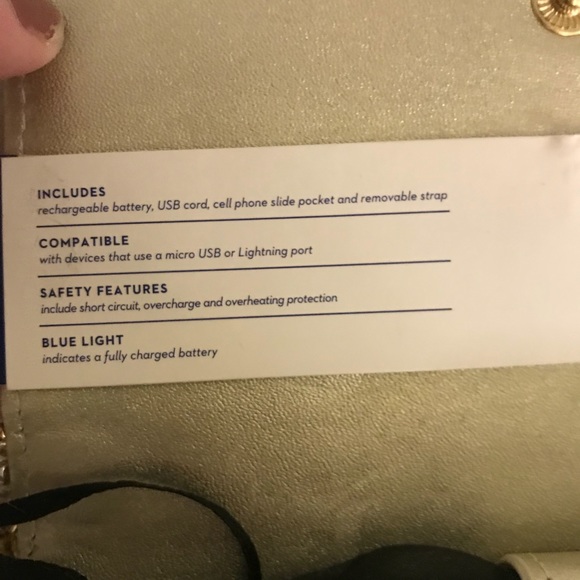 INCLUDES
rechargeable battery, USB cord, cell phone slide pocket and removable strap
COMPATIBLE
with devices that use a micro USB or Lightning port
SAFETY FEATURES
include short circuit, overcharge and overheating protection
BLUE LIGHT
indicates a fully charged battery